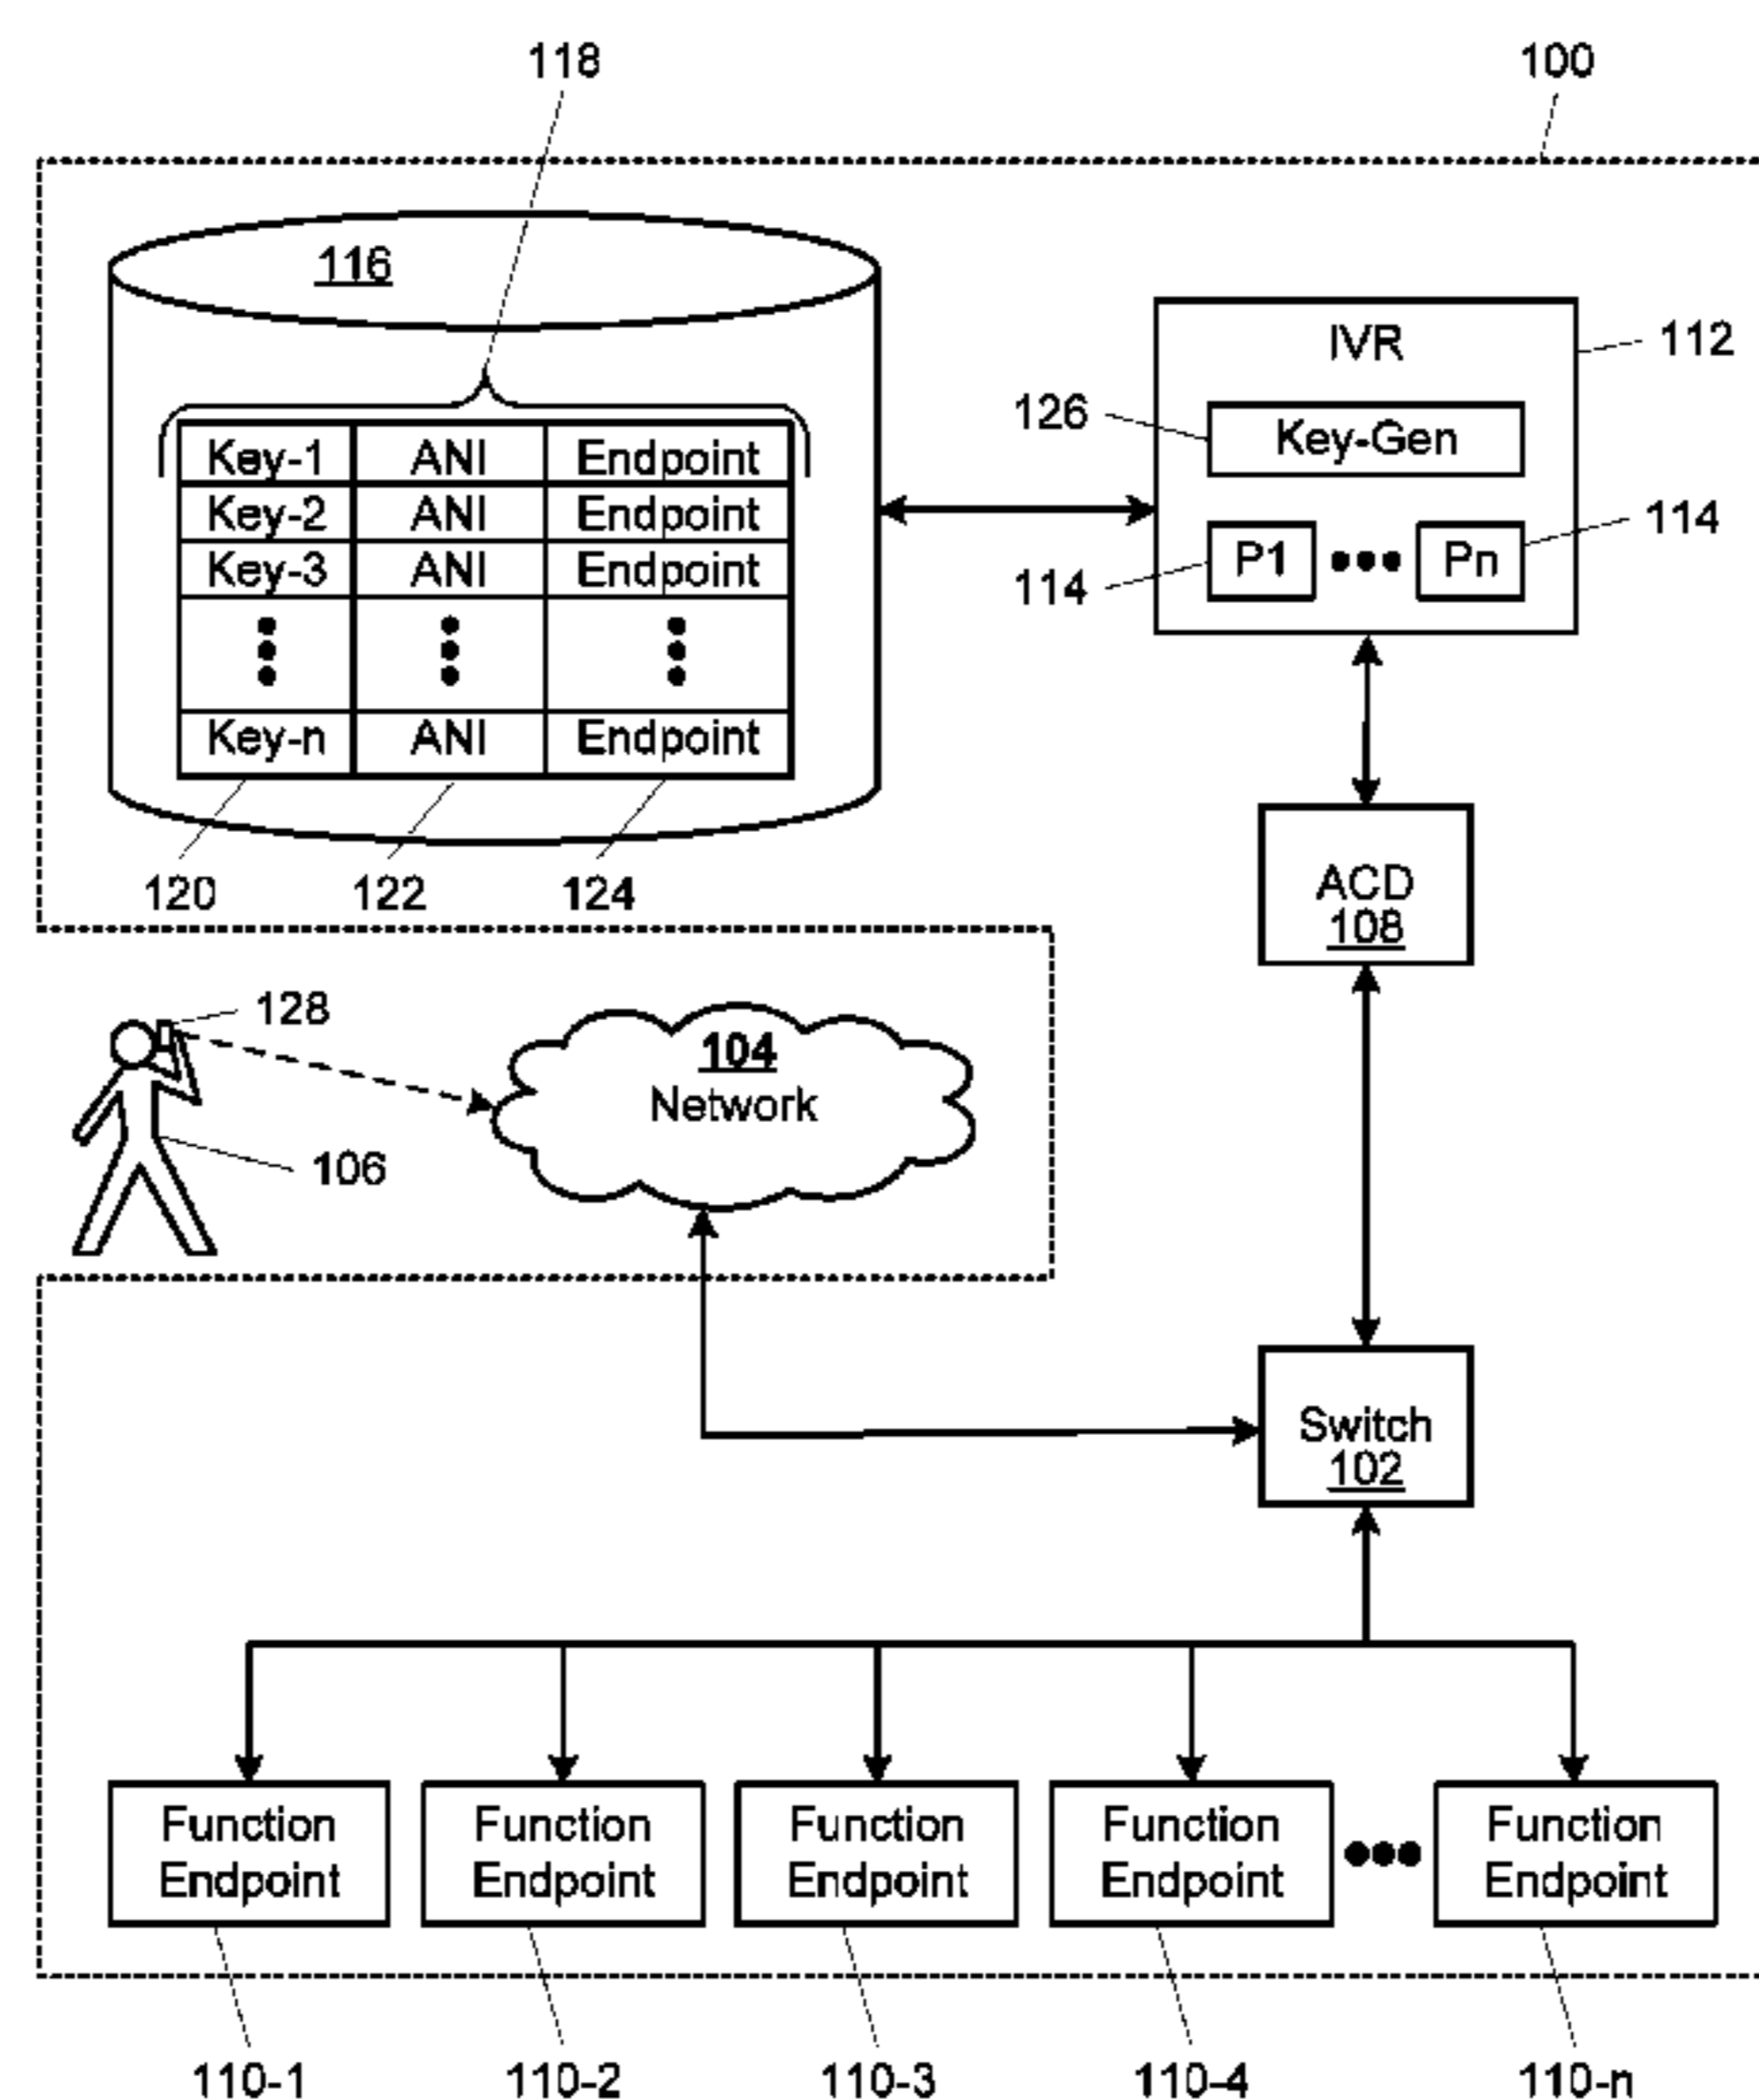 118
100
116
IVR
112
126
Key-Gen
Key-1 ANI Endpoint
Key-2 ANI Endpoint
Key-3 ANI Endpoint
114
P1
Pn
114
Key-n ANI Endpoint
120
122
124
ACD
108
128
104
Network
106
Switch
102
Function
Endpoint
Function
Endpoint
Function
Endpoint
Function
Endpoint
Function
Endpoint
110-1
110-2
110-3
110-4
110-n